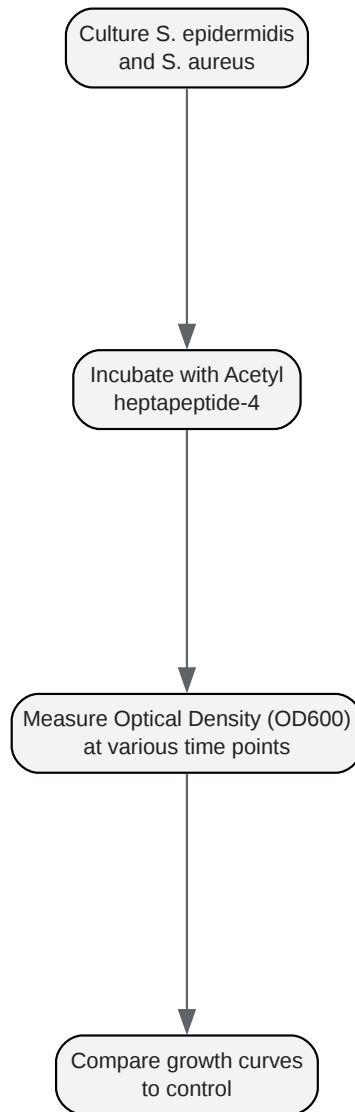 Culture S. epidermidis
and S. aureus
Incubate with Acetyl
heptapeptide-4
Measure Optical Density (OD600)
at various time points
Compare growth curves
to control